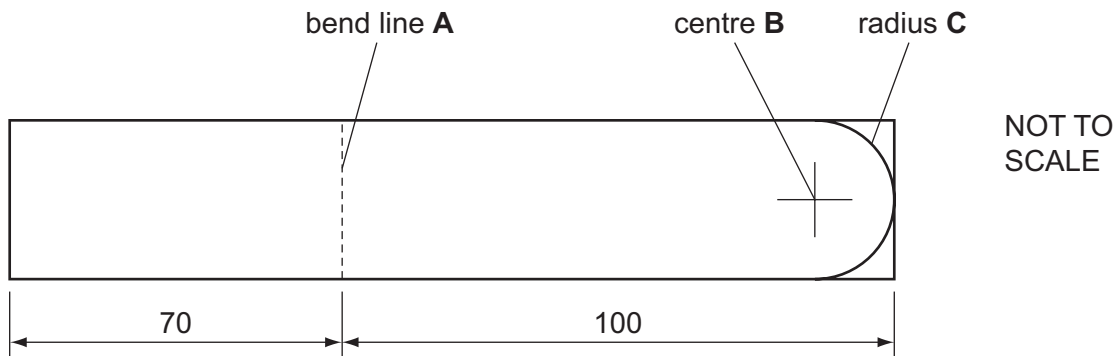 bend line A
centre B
radius C
NOT TO
SCALE
70
100